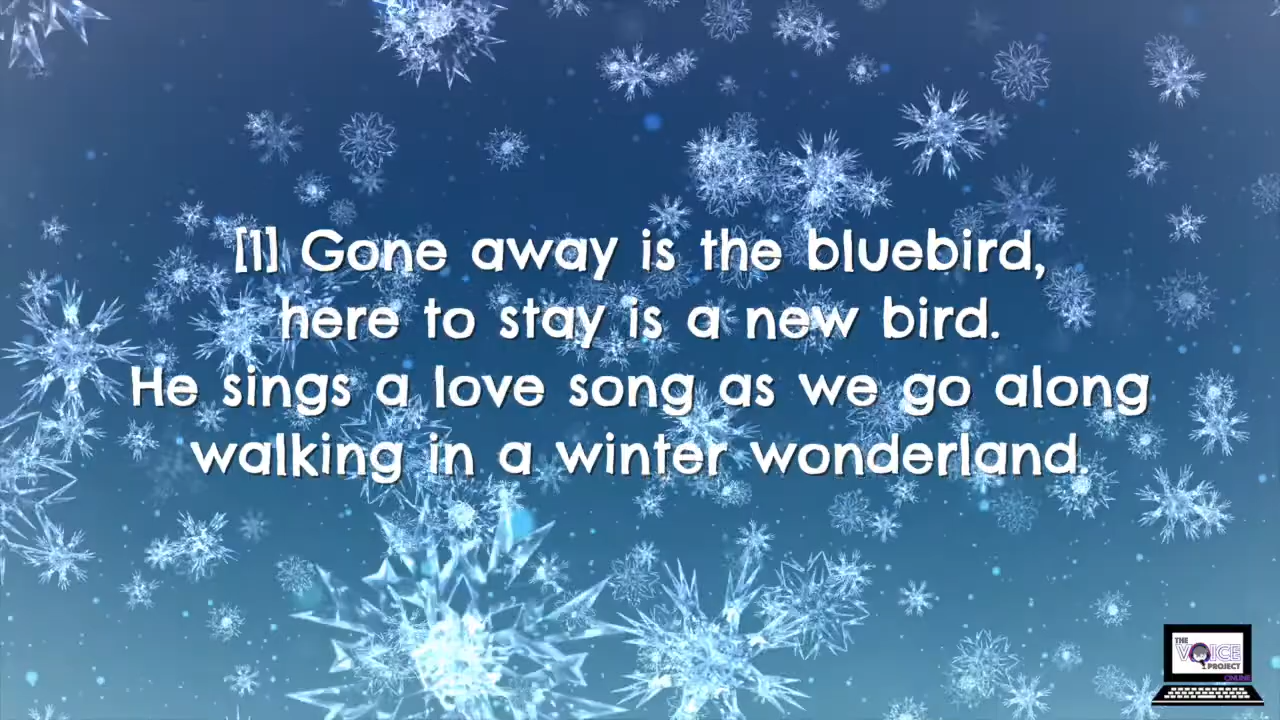 [1] Gone away is the bluebird,
here to stay is a new bird.
He sings a love song as we go along
walking in a winter wonderland.
THE
VOICE
PROJECT
ONLINE